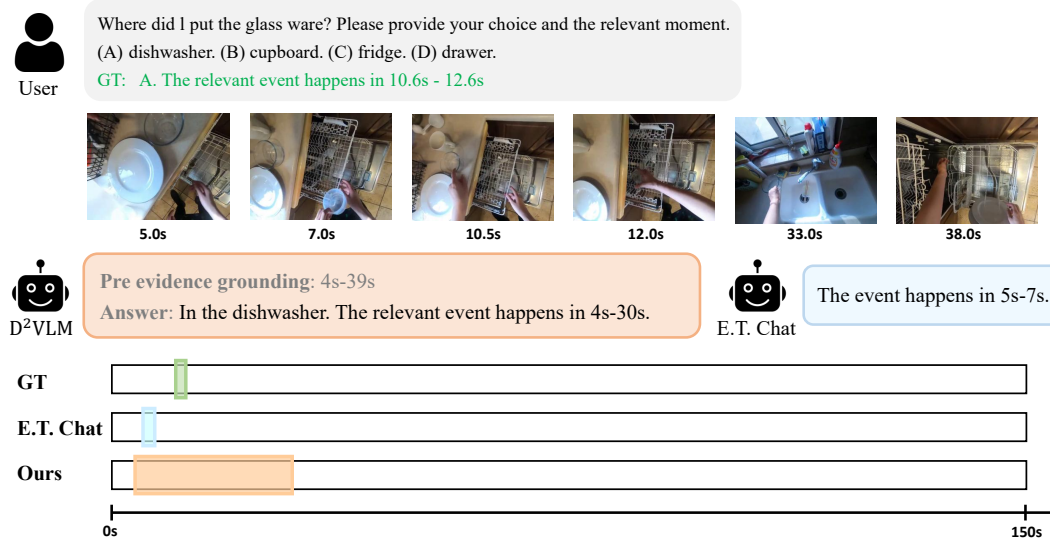 Where did I put the glass ware? Please provide your choice and the relevant moment.
(A) dishwasher. (B) cupboard. (C) fridge. (D) drawer.
GT: A. The relevant event happens in 10.6s - 12.6s
User
5.0s
7.0s
10.5s
12.0s
33.0s
38.0s
Pre evidence grounding: 4s-39s
Answer: In the dishwasher. The relevant event happens in 4s-30s.
D²VLM
The event happens in 5s-7s.
E.T. Chat
GT
E.T. Chat
Ours
0s
150s